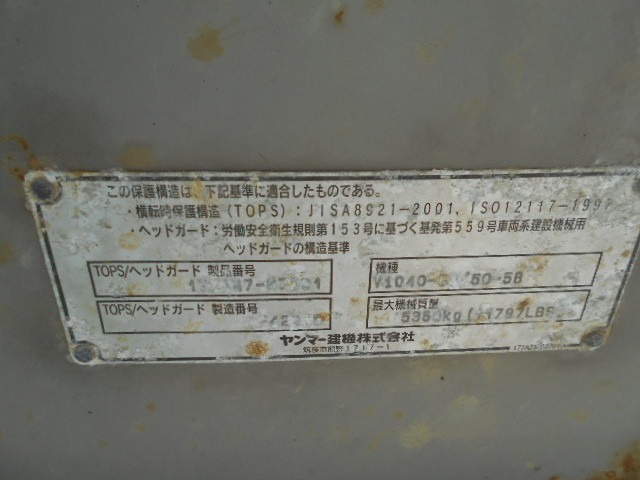 この保護構造は、下記基準に適合したものである。
・横転時保護構造(TOPS):JISA8921-2001, ISO12117-1997
・ヘッドガード:労働安全衛生規則第153号に基づく基発第559号車両系建設機械用
ヘッドガードの構造基準
TOPS/ヘッドガード 製品番号
機種
50·5B
TOPS/ヘッドガード 製造番号
最大機械質量
5350kg
ヤンマー建機株式会社
1717-1